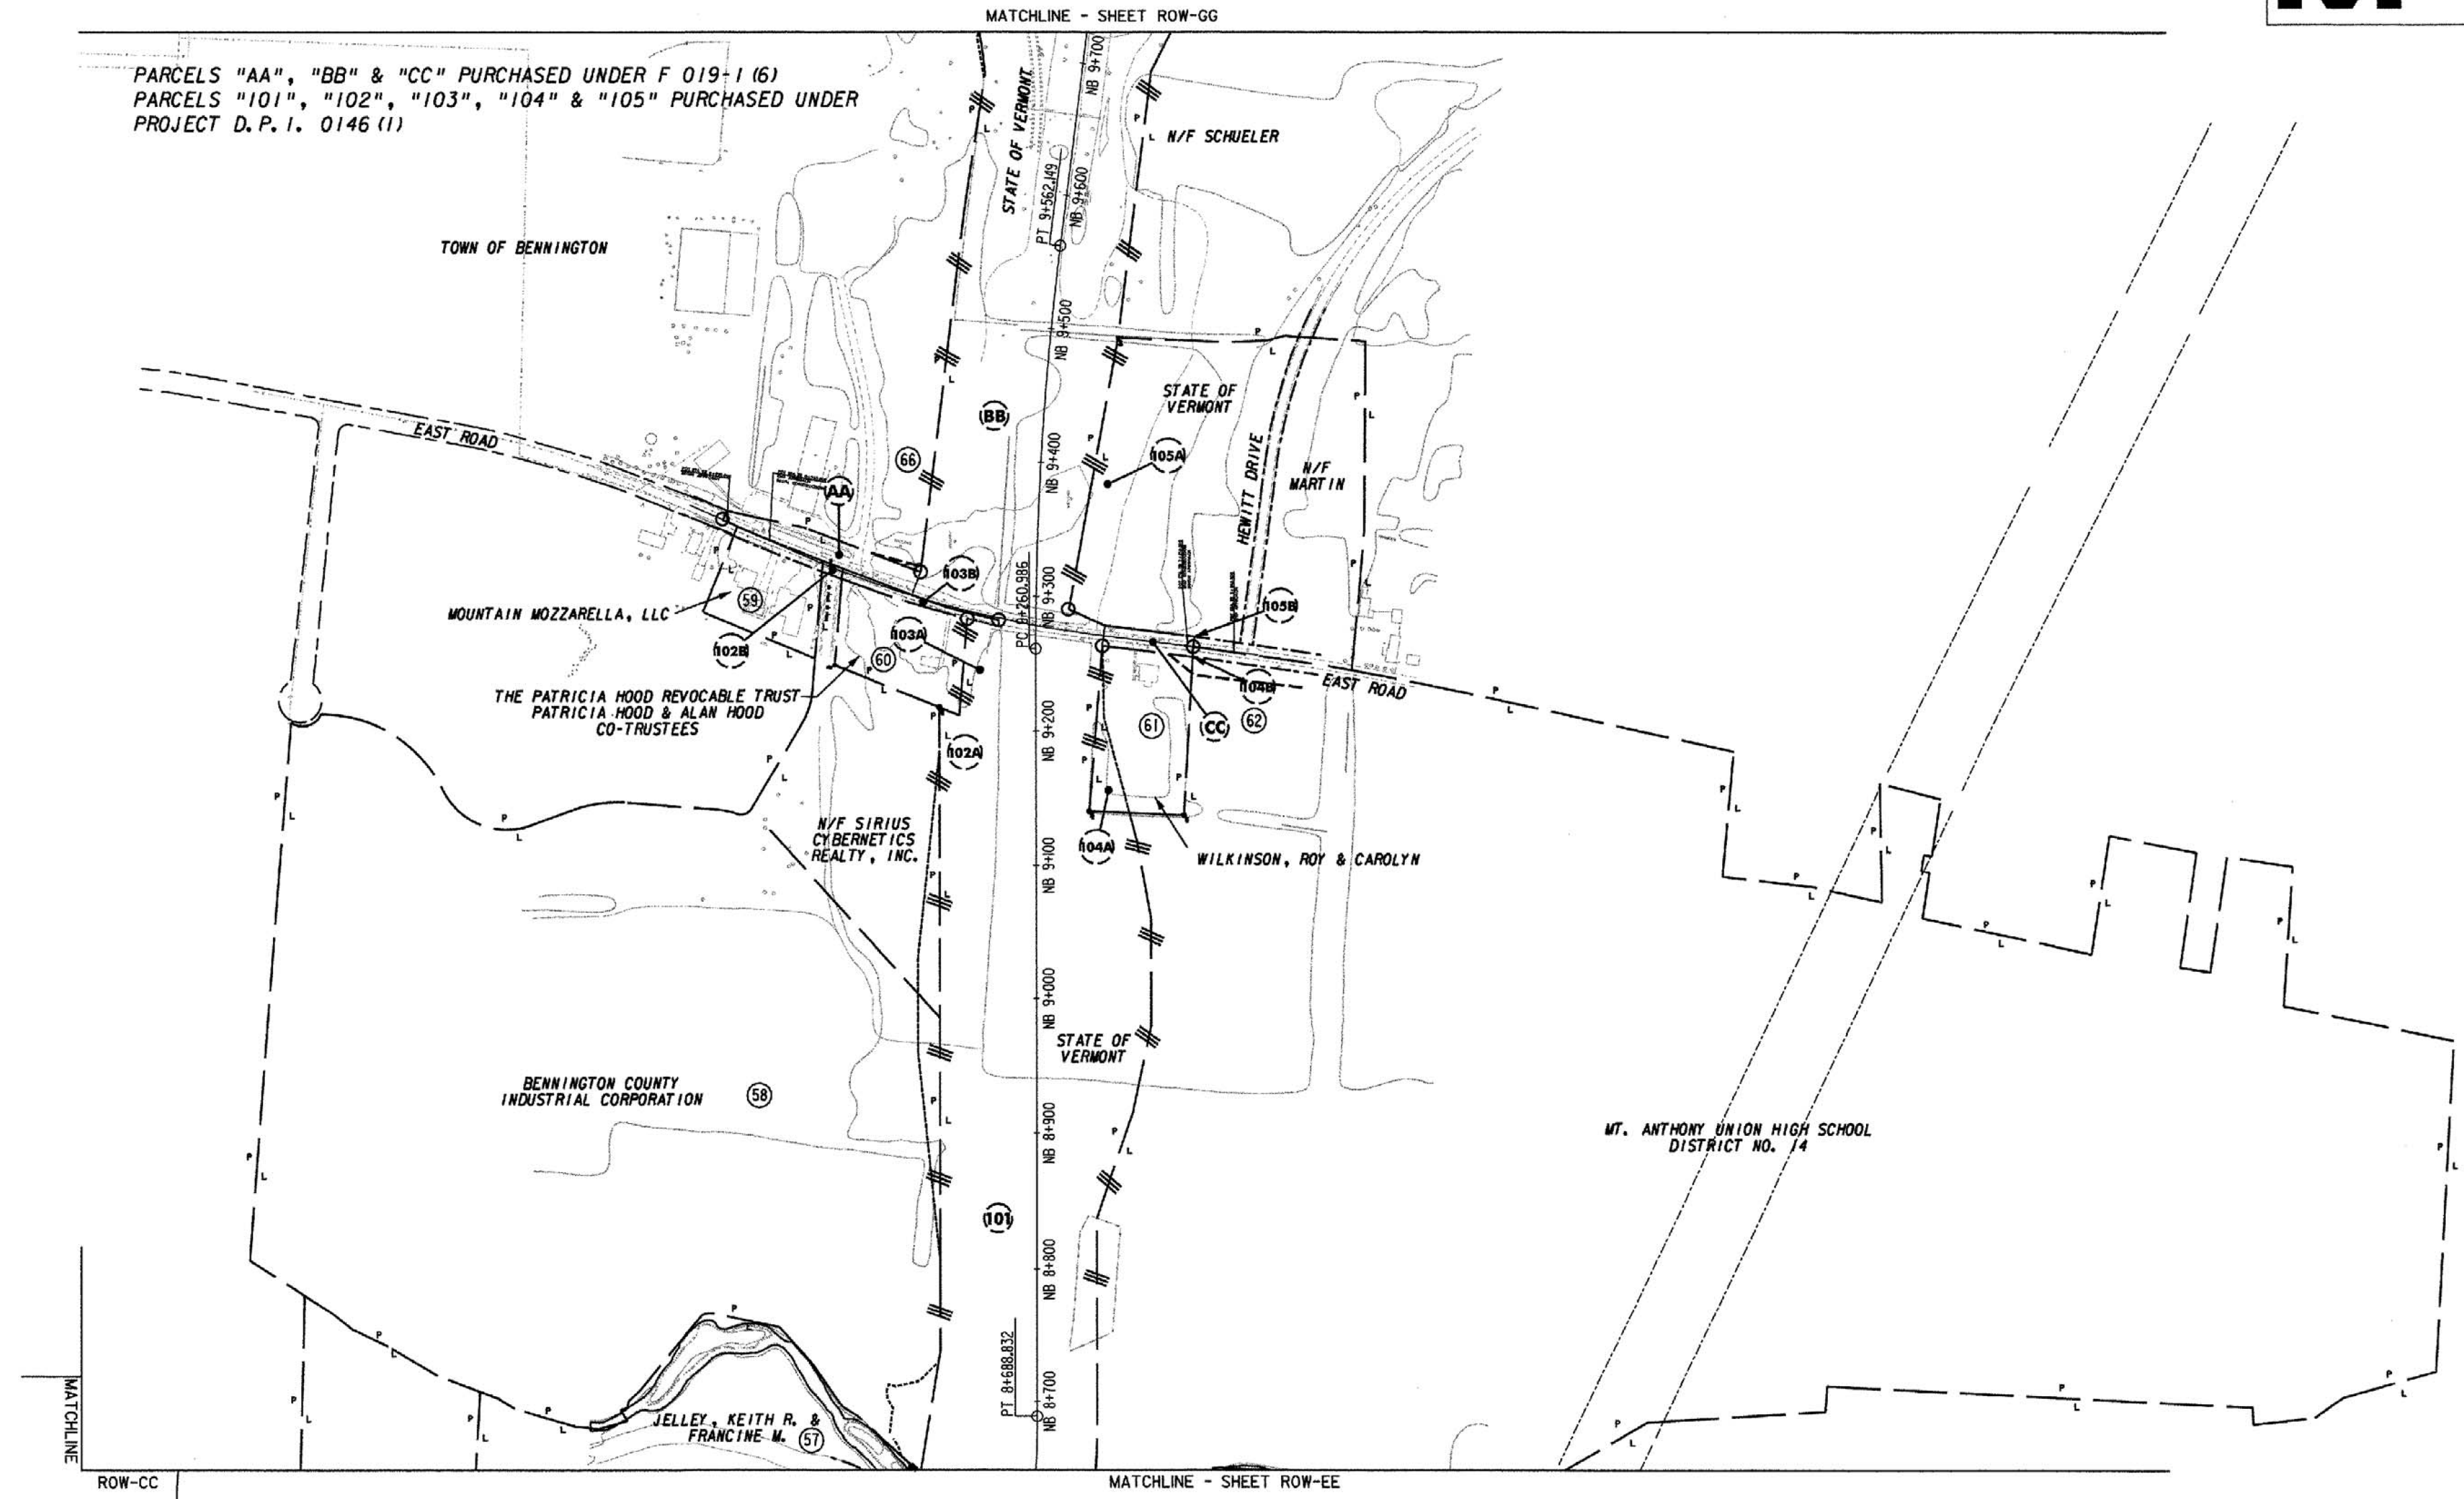 MATCHLINE - SHEET ROW-GG
PARCELS "AA", "BB" & "CC" PURCHASED UNDER F 019-1 (6)
PARCELS "101", "102", "103", "104" & "105" PURCHASED UNDER
PROJECT D.P.I. 0146 (1)
STATE OF VERMONT
NB 9+700
N/F SCHUELER
PT 9+562.149
NB 9+600
TOWN OF BENNINGTON
NB 9+500
STATE OF
VERMONT
BB
EAST ROAD
66
NB 9+400
105A
HEWITT DRIVE
N/F
MARTIN
AA
103B
PC 9+260.986
NB 9+300
105B
MOUNTAIN MOZZARELLA, LLC
59
102B
103A
60
THE PATRICIA HOOD REVOCABLE TRUST
PATRICIA HOOD & ALAN HOOD
CO-TRUSTEES
104B
EAST ROAD
61
CC
62
NB 9+200
102A
N/F SIRIUS
CYBERNETICS
REALTY, INC.
104A
NB 9+100
WILKINSON, ROY & CAROLYN
NB 9+000
STATE OF
VERMONT
BENNINGTON COUNTY
INDUSTRIAL CORPORATION
58
NB 8+900
MT. ANTHONY UNION HIGH SCHOOL
DISTRICT NO. 14
101
NB 8+800
PT 8+688.832
NB 8+700
JELLEY, KEITH R. &
FRANCINE M.
57
MATCHLINE
ROW-CC
MATCHLINE - SHEET ROW-EE